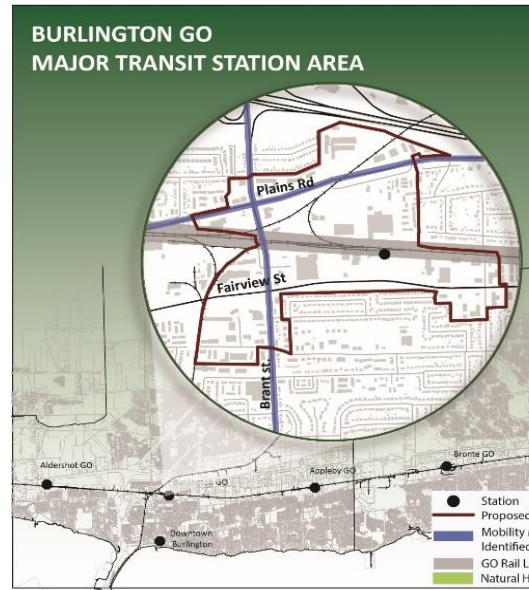 BURLINGTON GO
MAJOR TRANSIT STATION AREA
Plains Rd
Fairview St
Brant st.
Bronte GO
Aldershot GO
Burlington GO
Appleby GO
Downtown
Burlington
Station
Proposed
Mobility
Identified
GO Rail L
Natural H